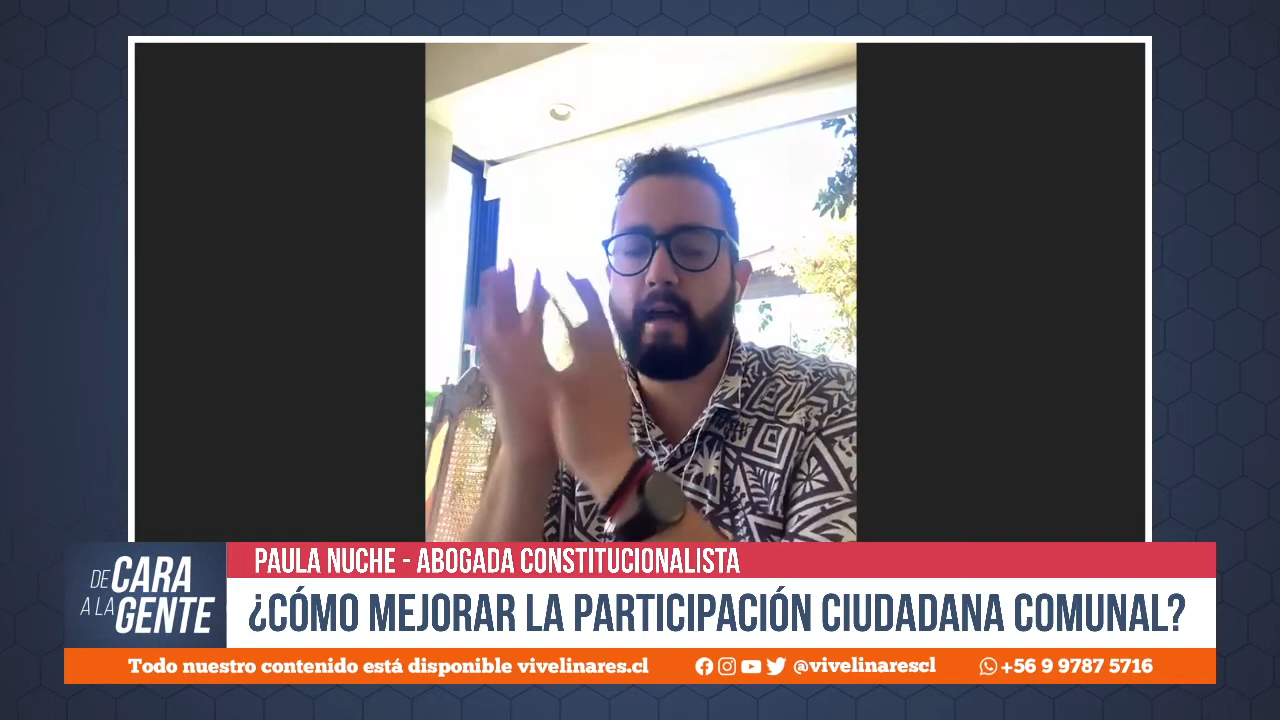 PAULA NUCHE - ABOGADA CONSTITUCIONALISTA
DE CARA
A LA GENTE
¿CÓMO MEJORAR LA PARTICIPACIÓN CIUDADANA COMUNAL?
Todo nuestro contenido está disponible vivelinares.cl
@vivelinarescl
+56 9 9787 5716